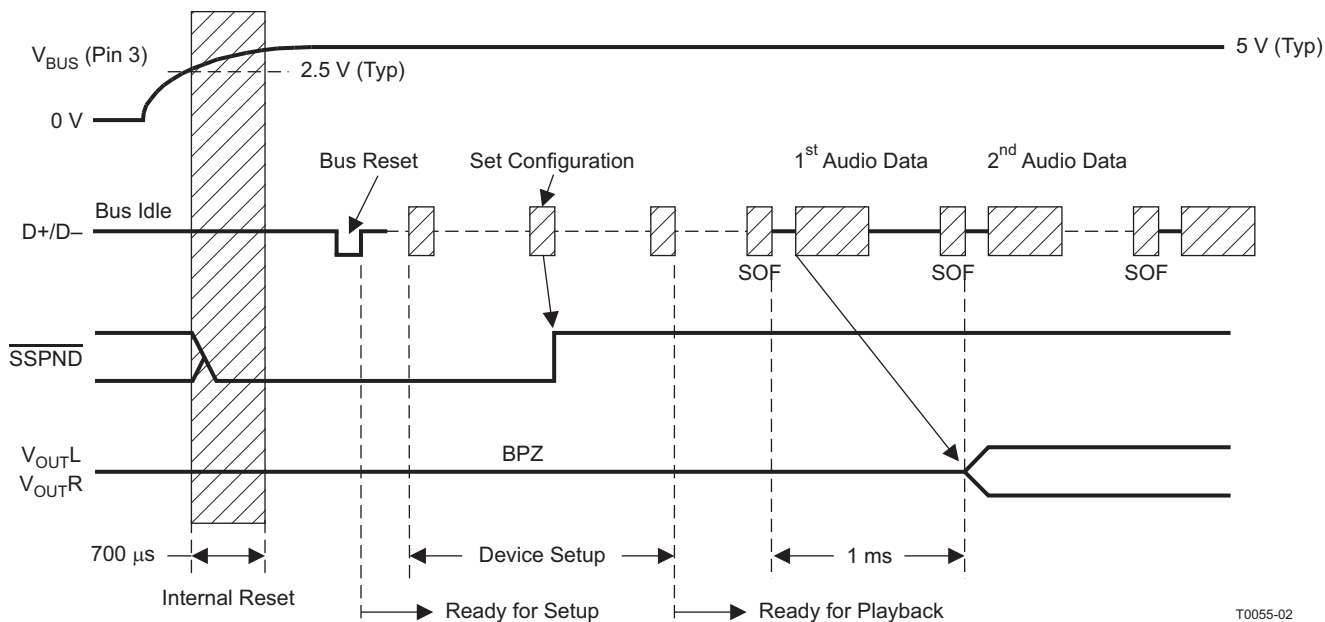 V_BUS (Pin 3)
5 V (Typ)
2.5 V (Typ)
0 V
Bus Reset
Set Configuration
1st Audio Data
2nd Audio Data
Bus Idle
D+/D–
SOF
SOF
SOF
SSPND
V_OUTL
BPZ
V_OUTR
700 μs
Device Setup
1 ms
Internal Reset
Ready for Setup
Ready for Playback
T0055-02